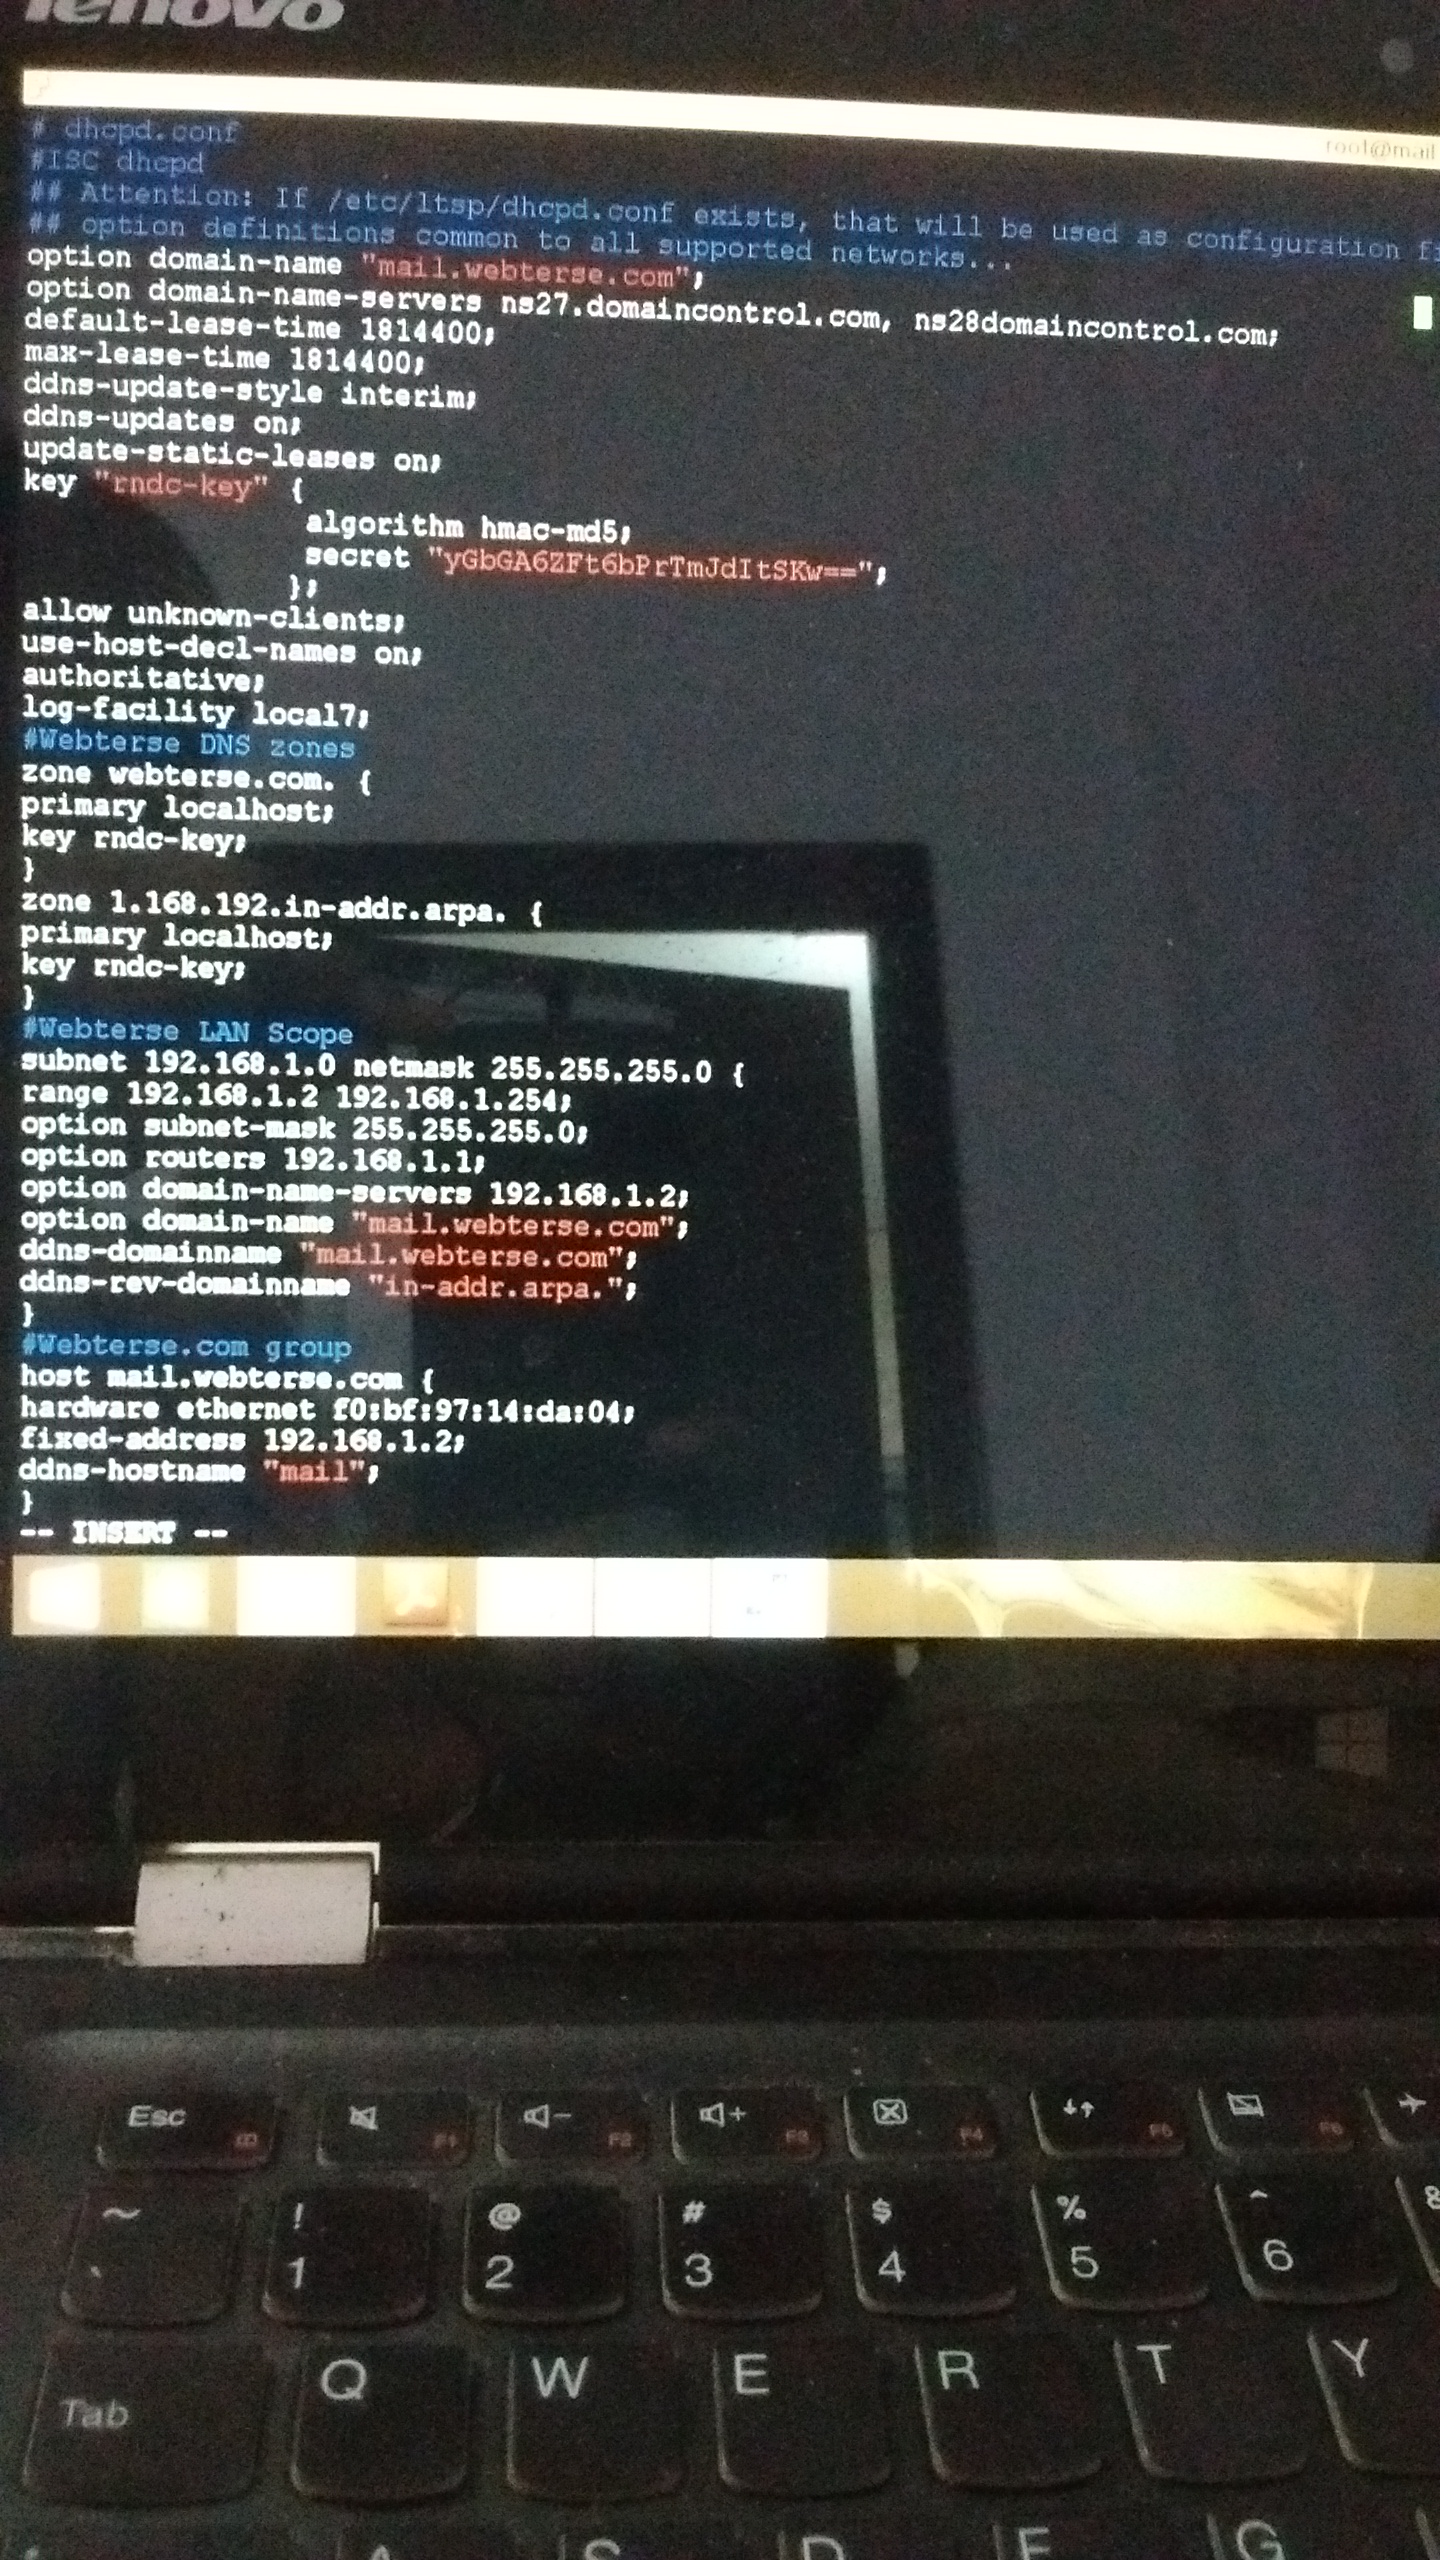 lenovo
root@mail
# dhcpd.conf
#ISC dhcpd
## Attention: If /etc/ltsp/dhcpd.conf exists, that will be used as configuration fi
## option definitions common to all supported networks...
option domain-name "mail.webterse.com";
option domain-name-servers ns27.domaincontrol.com, ns28domaincontrol.com;
default-lease-time 1814400;
max-lease-time 1814400;
ddns-update-style interim;
ddns-updates on;
update-static-leases on;
key "rndc-key" {
algorithm hmac-md5;
secret "yGbGA6ZFt6bPrTmJdItSKw==";
};
allow unknown-clients;
use-host-decl-names on;
authoritative;
log-facility local7;
#Webterse DNS zones
zone webterse.com. {
primary localhost;
key rndc-key;
}
zone 1.168.192.in-addr.arpa. {
primary localhost;
key rndc-key;
}
#Webterse LAN Scope
subnet 192.168.1.0 netmask 255.255.255.0 {
range 192.168.1.2 192.168.1.254;
option subnet-mask 255.255.255.0;
option routers 192.168.1.1;
option domain-name-servers 192.168.1.2;
option domain-name "mail.webterse.com";
ddns-domainname "mail.webterse.com";
ddns-rev-domainname "in-addr.arpa.";
}
#Webterse.com group
host mail.webterse.com {
hardware ethernet f0:bf:97:14:da:04;
fixed-address 192.168.1.2;
ddns-hostname "mail";
}
-- INSERT --
Esc F1 F2 F3 F4 F5 F6
~ ! @ # $ % ^ &
` 1 2 3 4 5 6
Tab Q W E R T Y
A S D F G